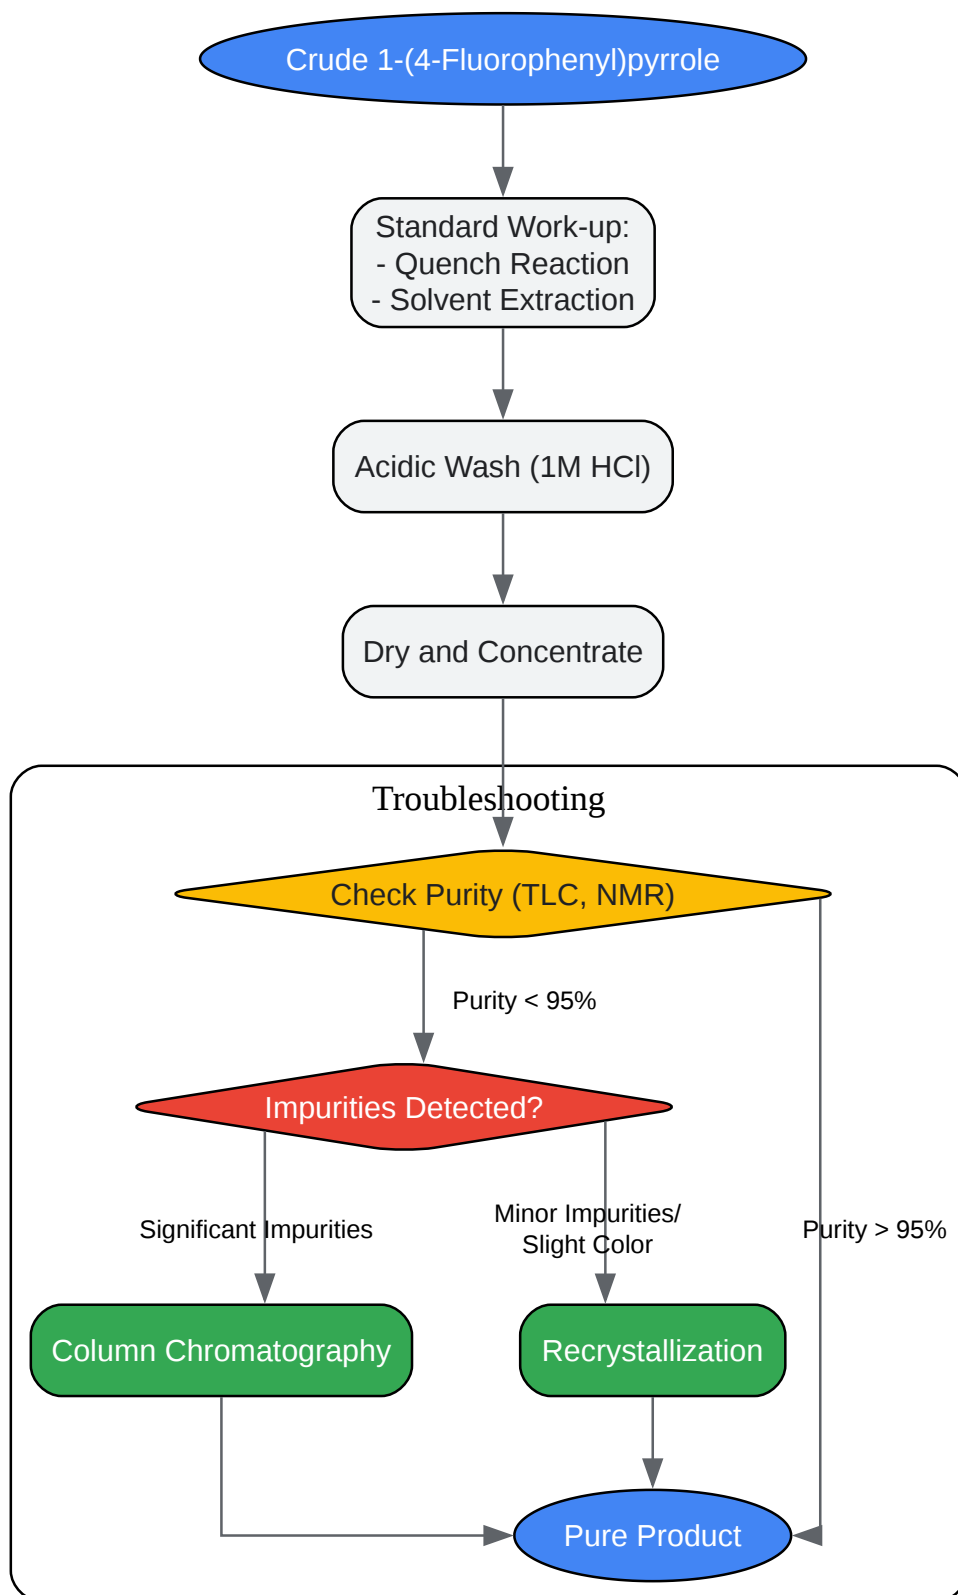 Crude 1-(4-Fluorophenyl)pyrrole
Standard Work-up:
- Quench Reaction
- Solvent Extraction
Acidic Wash (1M HCl)
Dry and Concentrate
Troubleshooting
Check Purity (TLC, NMR)
Purity < 95%
Impurities Detected?
Significant Impurities
Minor Impurities/
Slight Color
Purity > 95%
Column Chromatography
Recrystallization
Pure Product